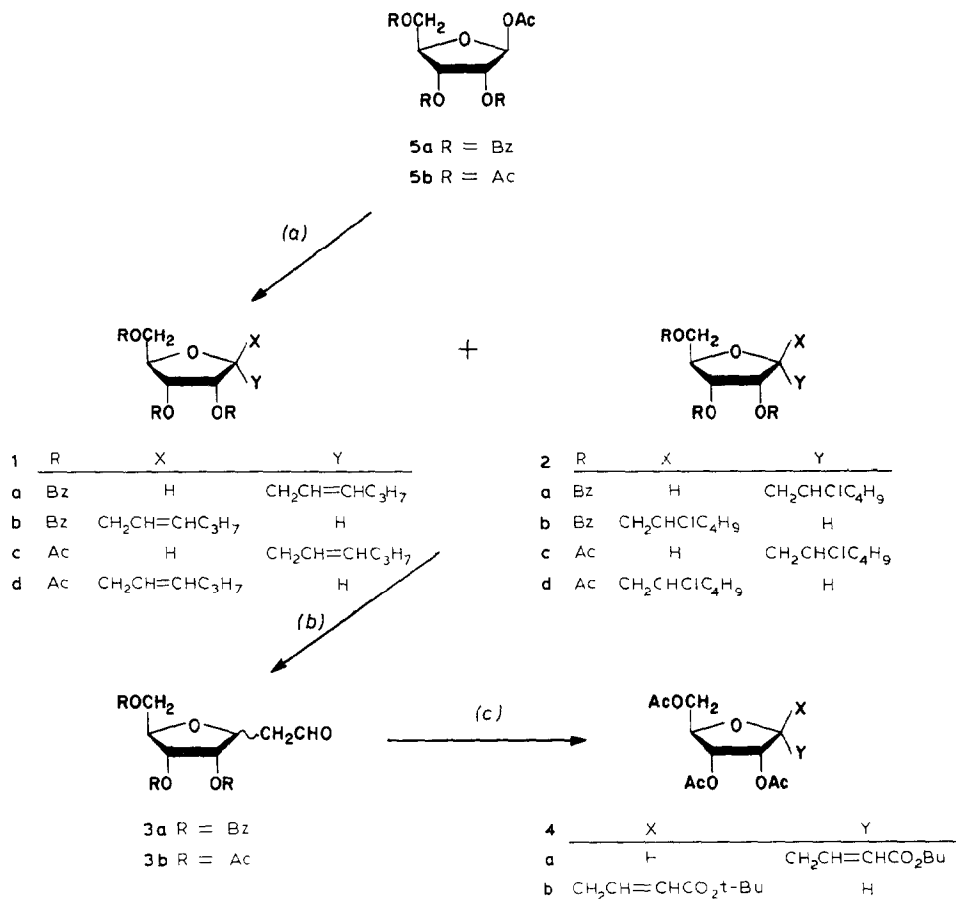 ROCH₂ O OAc
RO OR
5a R = Bz
5b R = Ac
(a)
ROCH₂ O X
Y
RO OR
+
ROCH₂ O X
Y
RO OR
1 R X Y
a Bz H CH₂CH=CHC₃H₇
b Bz CH₂CH=CHC₃H₇ H
c Ac H CH₂CH=CHC₃H₇
d Ac CH₂CH=CHC₃H₇ H
2 R X Y
a Bz H CH₂CHClC₄H₉
b Bz CH₂CHClC₄H₉ H
c Ac H CH₂CHClC₄H₉
d Ac CH₂CHClC₄H₉ H
(b)
ROCH₂ O CH₂CHO
RO OR
3a R = Bz
3b R = Ac
(c)
AcOCH₂ O X
Y
AcO OAc
4 X Y
a H CH₂CH=CHCO₂Bu
b CH₂CH=CHCO₂t-Bu H